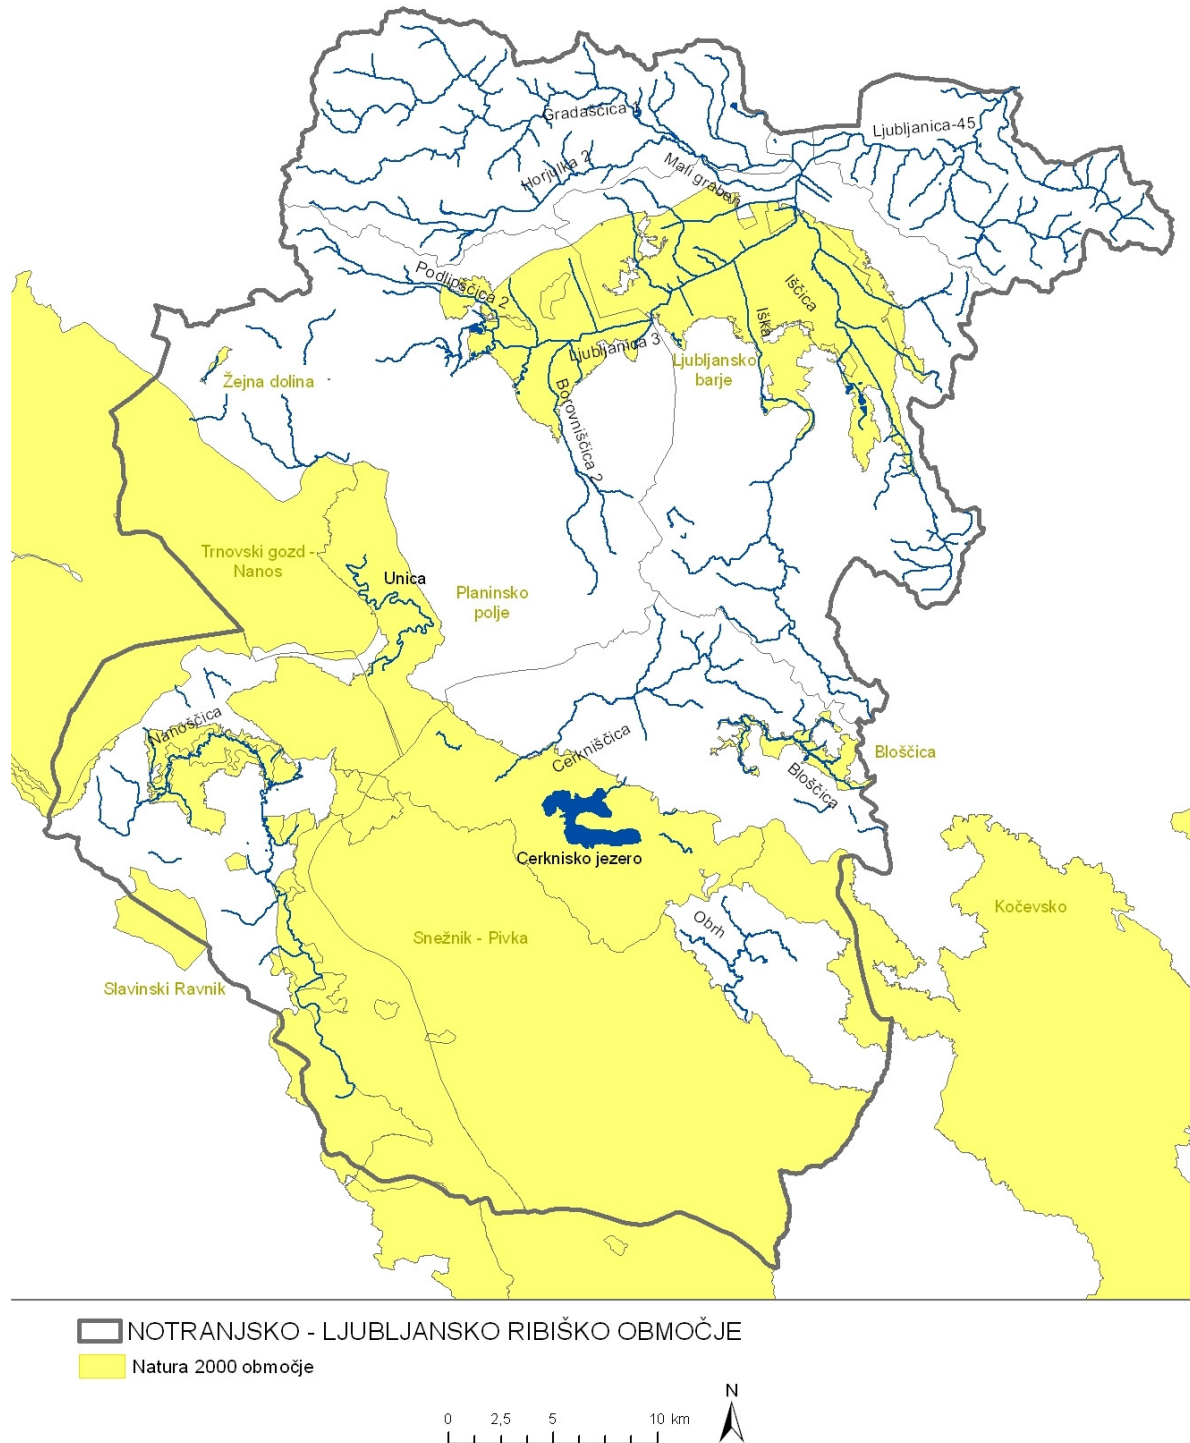 Gradaščica 1
Ljubljanica-45
Horjulka 2
Mali graben
Podlipščica 2
Iščica
Iška
Ljubljanica 3
Ljubljansko
barje
Žejna dolina
Borovniščica 2
Trnovski gozd -
Nanos
Unica
Planinsko
polje
Nanoščica
Cerkniščica
Bloščica
Bloščica
Cerknisko jezero
Kočevsko
Obrh
Snežnik - Pivka
Slavinski Ravnik
NOTRANJSKO - LJUBLJANSKO RIBIŠKO OBMOČJE
Natura 2000 območje
N
0 2,5 5 10 km